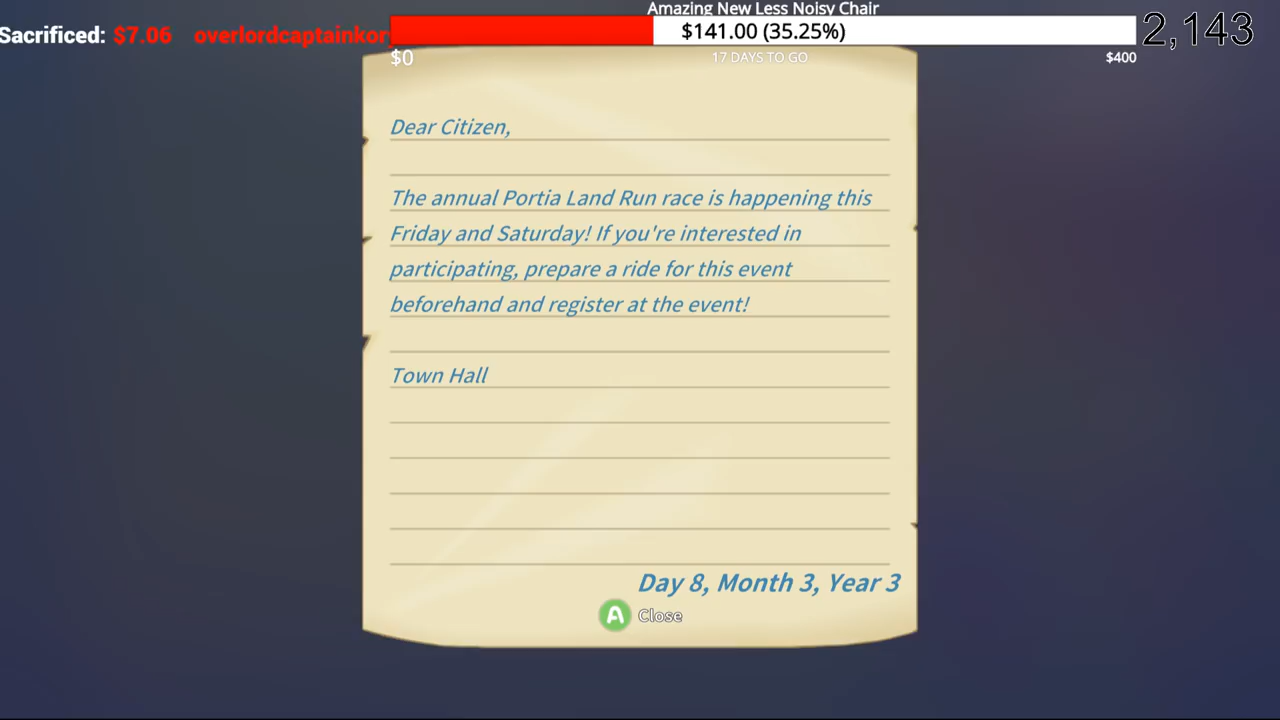 Amazing New Less Noisy Chair
Sacrificed: $7.06 overlordcaptainkor
$141.00 (35.25%)
2,143
$0
17 DAYS TO GO
$400
Dear Citizen,
The annual Portia Land Run race is happening this
Friday and Saturday! If you're interested in
participating, prepare a ride for this event
beforehand and register at the event!
Town Hall
Day 8, Month 3, Year 3
A Close